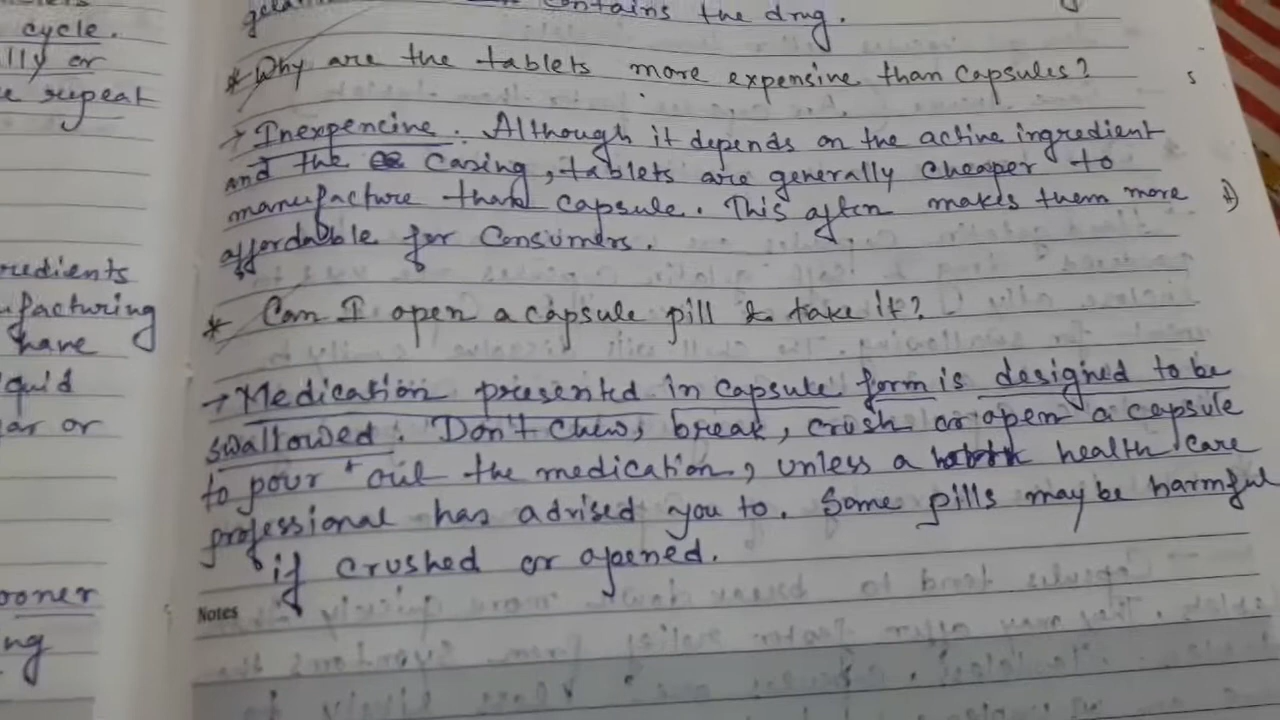 cycle.
lly or
e repeat
redients
facturing
have
quid
ar or
ooner
ng
contains the drug.
* Why are the tablets more expensive than capsules?
→ Inexpencive. Although it depends on the active ingredient
and the casing, tablets are generally cheaper to
manufacture than capsule. This often makes them more
affordable for consumers.
* Can I open a capsule pill & take it?
→ Medication presented in capsule form is designed to be
swallowed. Don't chew, break, crush or open a capsule
to pour out the medication, unless a health care
professional has advised you to. Some pills may be harmful
if crushed or opened.
Notes